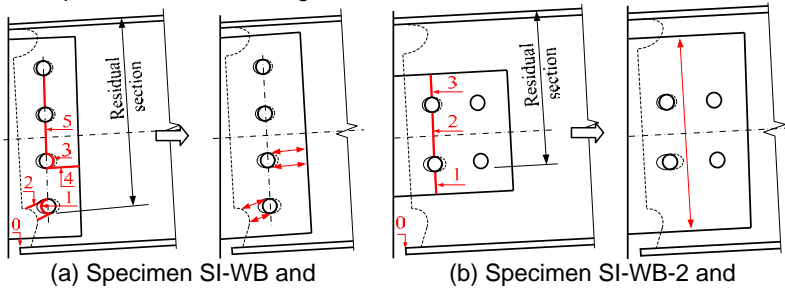 Residual
section
5
3
4
2
1
0
Residual
section
3
2
1
0
(a) Specimen SI-WB and
(b) Specimen SI-WB-2 and